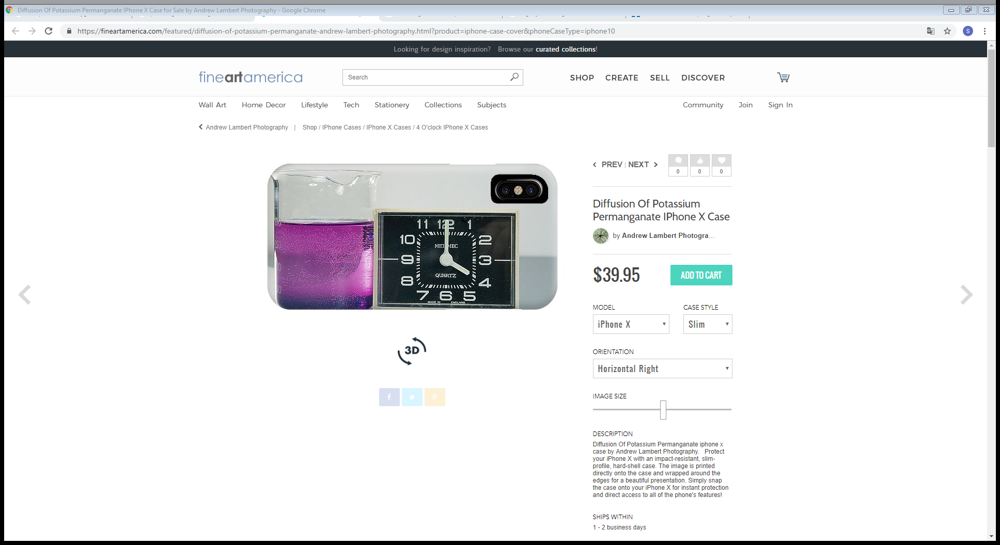 Diffusion Of Potassium Permanganate IPhone X Case for Sale by Andrew Lambert Photography - Google Chrome
https://fineartamerica.com/featured/diffusion-of-potassium-permanganate-andrew-lambert-photography.html?product=iphone-case-cover&phoneCaseType=iphone10
S
Looking for design inspiration? Browse our curated collections!
fineartamerica
Search
SHOP CREATE SELL DISCOVER
Wall Art Home Decor Lifestyle Tech Stationery Collections Subjects Community Join Sign In
Andrew Lambert Photography | Shop / IPhone Cases / IPhone X Cases / 4 O'clock IPhone X Cases
11 12 1
10 2
METAMEC
9 3
QUARTZ
8 4
7 6 5
MADE IN ENGLAND
3D
PREV | NEXT
0 0 0
Diffusion Of Potassium
Permanganate IPhone X Case
by Andrew Lambert Photogra...
$39.95 ADD TO CART
MODEL CASE STYLE
iPhone X Slim
ORIENTATION
Horizontal Right
IMAGE SIZE
DESCRIPTION
Diffusion Of Potassium Permanganate iphone x
case by Andrew Lambert Photography. Protect
your iPhone X with an impact-resistant, slim-
profile, hard-shell case. The image is printed
directly onto the case and wrapped around the
edges for a beautiful presentation. Simply snap
the case onto your iPhone X for instant protection
and direct access to all of the phone's features!
SHIPS WITHIN
1 - 2 business days